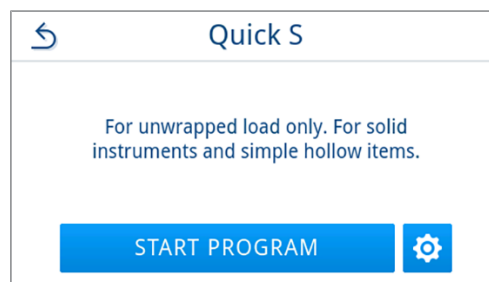 Quick S
For unwrapped load only. For solid
instruments and simple hollow items.
START PROGRAM